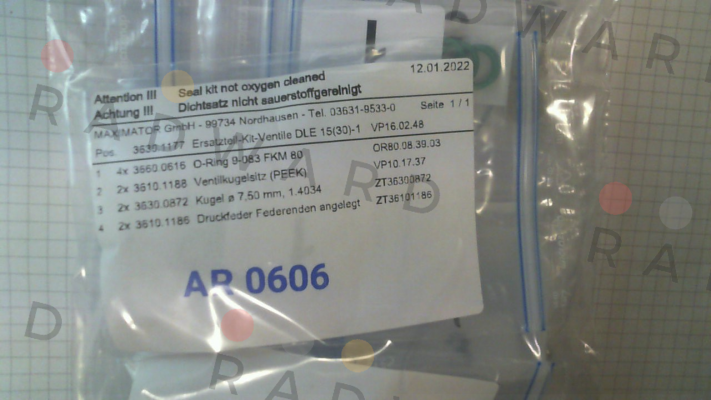 12.01.2022
Attention !!! Seal kit not oxygen cleaned
Achtung !!! Dichtsatz nicht sauerstoffgereinigt
MAXIMATOR GmbH - 99734 Nordhausen - Tel. 03631-9533-0 Seite 1 / 1
Pos. 3630.1177 Ersatzteil-Kit-Ventile DLE 15(30)-1 VP16.02.48
1 4x 3660.0616 O-Ring 9-083 FKM 80 OR80.08.39.03
2 2x 3610.1188 Ventilkugelsitz (PEEK) VP10.17.37
3 2x 3630.0872 Kugel ø 7,50 mm, 1.4034 ZT36300872
4 2x 3610.1186 Druckfeder Federenden angelegt ZT36101186
AR 0606
RADWARD
RADWARD
RADWARD